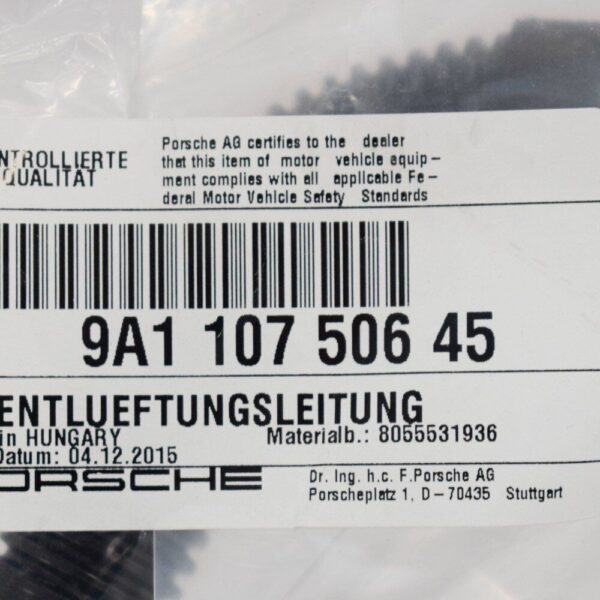 NTROLLIERTE
QUALITÄT
Porsche AG certifies to the dealer
that this item of motor vehicle equip-
ment complies with all applicable Fe-
deral Motor Vehicle Safety Standards
9A1 107 506 45
ENTLUEFTUNGSLEITUNG
in HUNGARY Materialb.: 8055531936
Datum: 04.12.2015
PORSCHE
Dr. Ing. h.c. F.Porsche AG
Porscheplatz 1, D-70435 Stuttgart